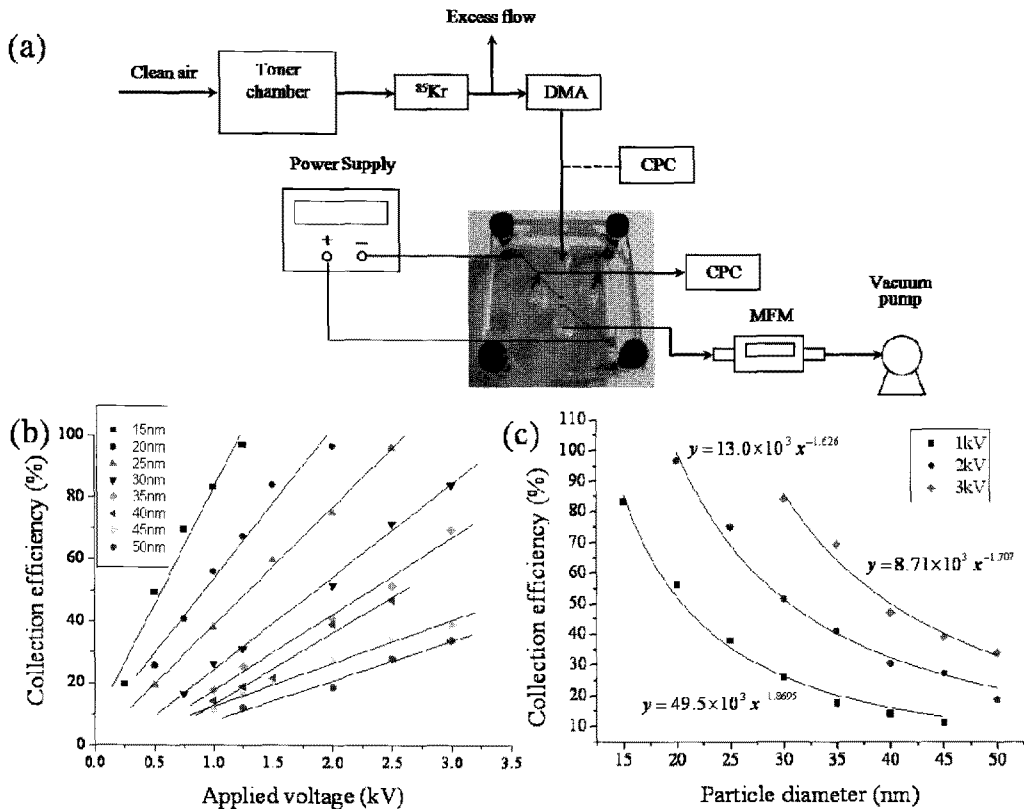 (a)
Excess flow
Clean air
Toner
chamber
⁸⁵Kr
DMA
CPC
Power Supply
+ −
CPC
Vacuum
pump
MFM
(b)
15nm
20nm
25nm
30nm
35nm
40nm
45nm
50nm
100
80
60
40
20
0
0.0 0.5 1.0 1.5 2.0 2.5 3.0 3.5
Collection efficiency (%)
Applied voltage (kV)
(c)
110
100
90
80
70
60
50
40
30
20
10
15 20 25 30 35 40 45 50
Collection efficiency (%)
Particle diameter (nm)
1kV
2kV
3kV
y = 13.0×10³ x⁻¹·⁶²⁶
y = 8.71×10³ x⁻¹·⁷⁰⁷
y = 49.5×10³ x⁻¹·⁸⁶⁹⁵